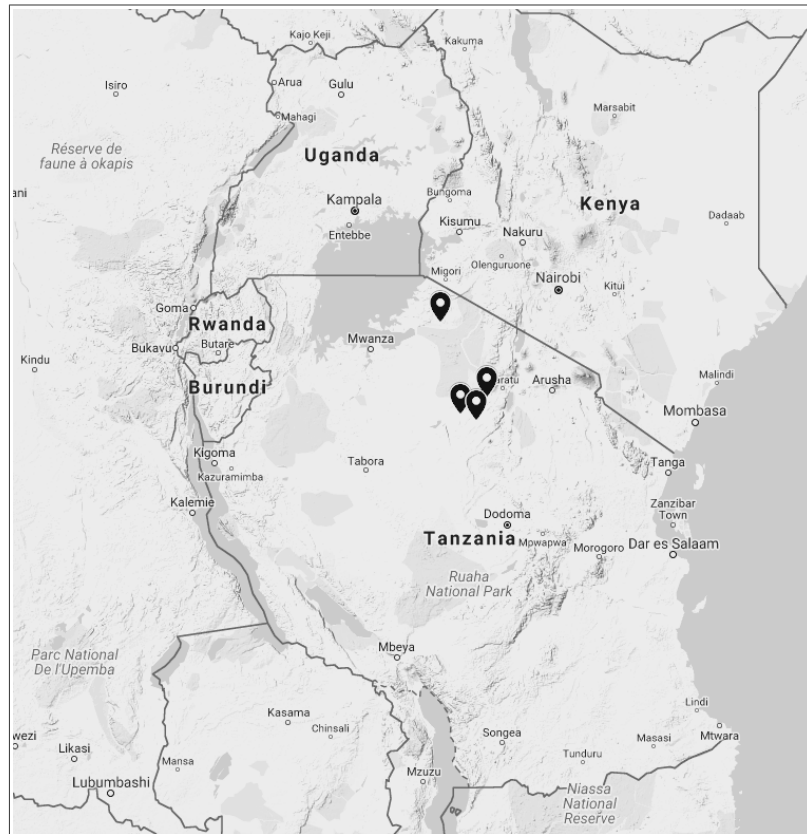 Kajo Keji
Kakuma
Isiro
Arua
Gulu
Marsabit
Mahagi
Réserve de
faune à okapis
Uganda
ani
Bungoma
Kampala
Kenya
Entebbe
Kisumu
Dadaab
Nakuru
Olenguruone
Migori
Nairobi
Kitui
Goma
Rwanda
Mwanza
Bukavu
Butare
Kindu
Burundi
aratu
Arusha
Malindi
Mombasa
Kigoma
Tabora
Tanga
Kazuramimba
Kalemie
Zanzibar
Town
Dodoma
Tanzania
Mpwapwa
Morogoro
Dar es Salaam
Ruaha
National Park
Parc National
De l'Upemba
Mbeya
Kasama
Lindi
Chinsali
Mtwara
wezi
Likasi
Songea
Masasi
Mansa
Tunduru
Mzuzu
Lubumbashi
Niassa
National
Reserve